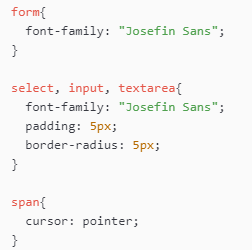 form{
  font-family: "Josefin Sans";
}

select, input, textarea{
  font-family: "Josefin Sans";
  padding: 5px;
  border-radius: 5px;
}

span{
  cursor: pointer;
}